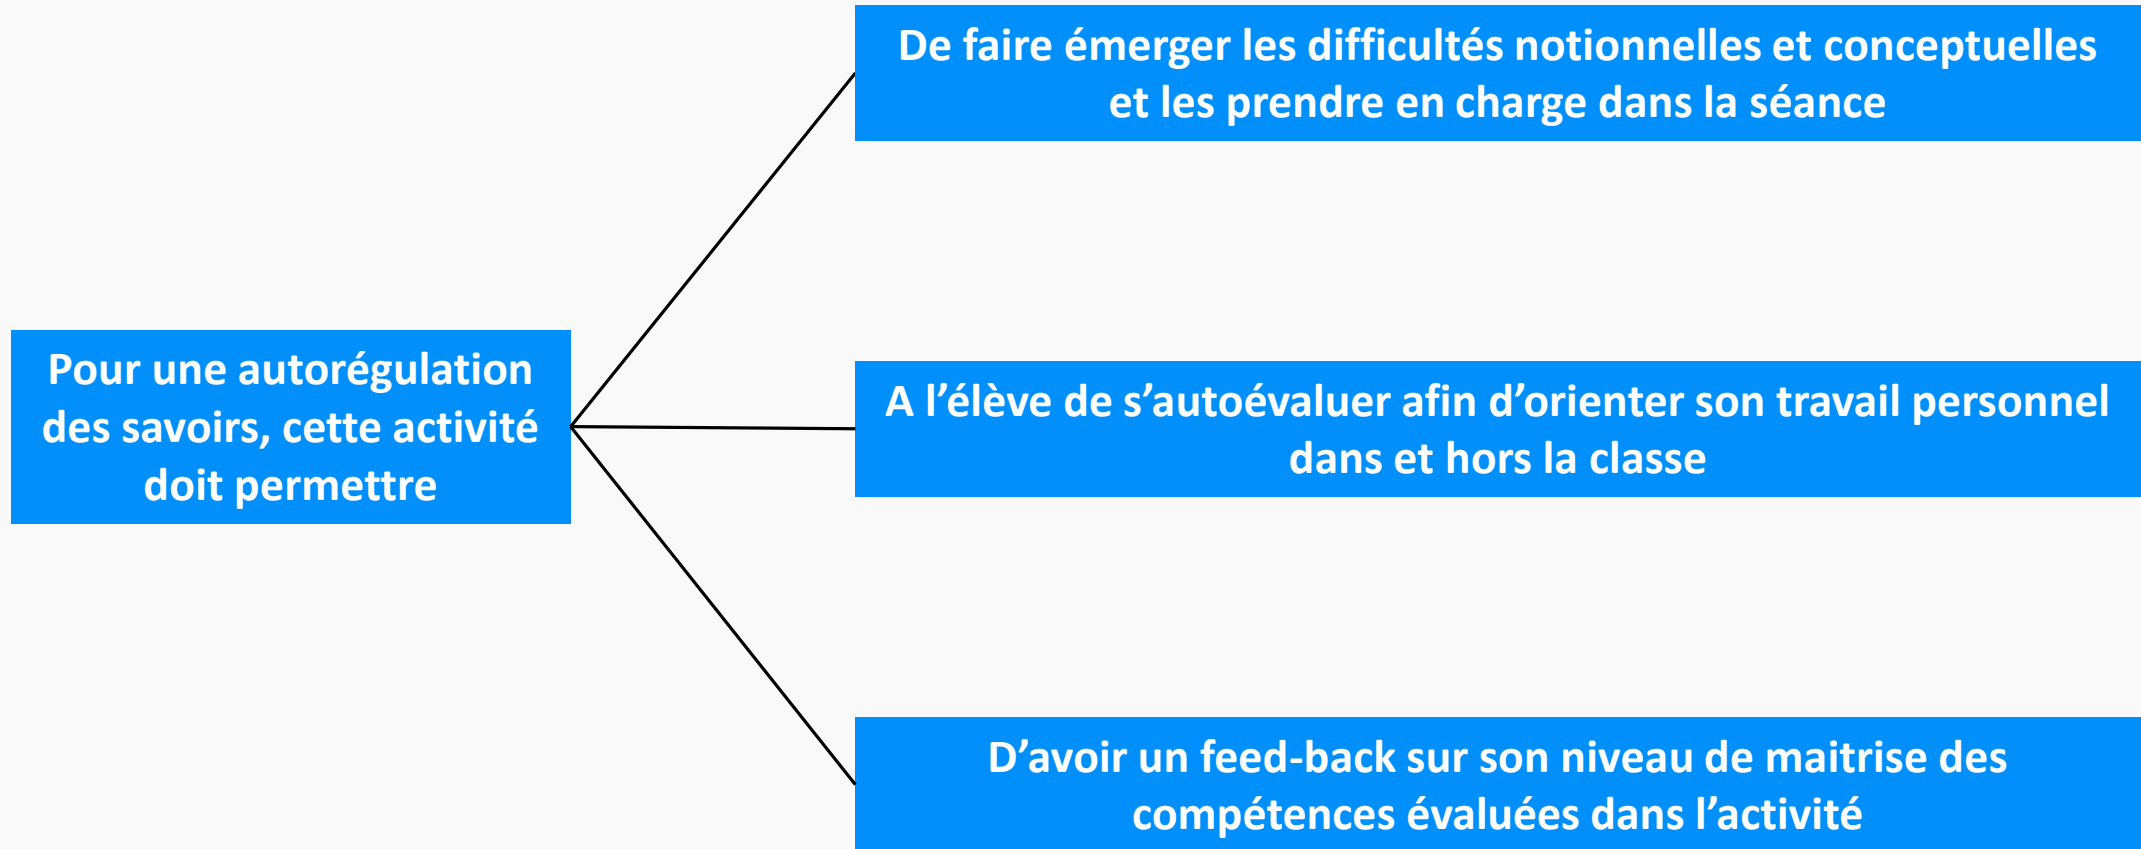 De faire émerger les difficultés notionnelles et conceptuelles
et les prendre en charge dans la séance
Pour une autorégulation
des savoirs, cette activité
doit permettre
A l’élève de s’autoévaluer afin d’orienter son travail personnel
dans et hors la classe
D’avoir un feed-back sur son niveau de maitrise des
compétences évaluées dans l’activité